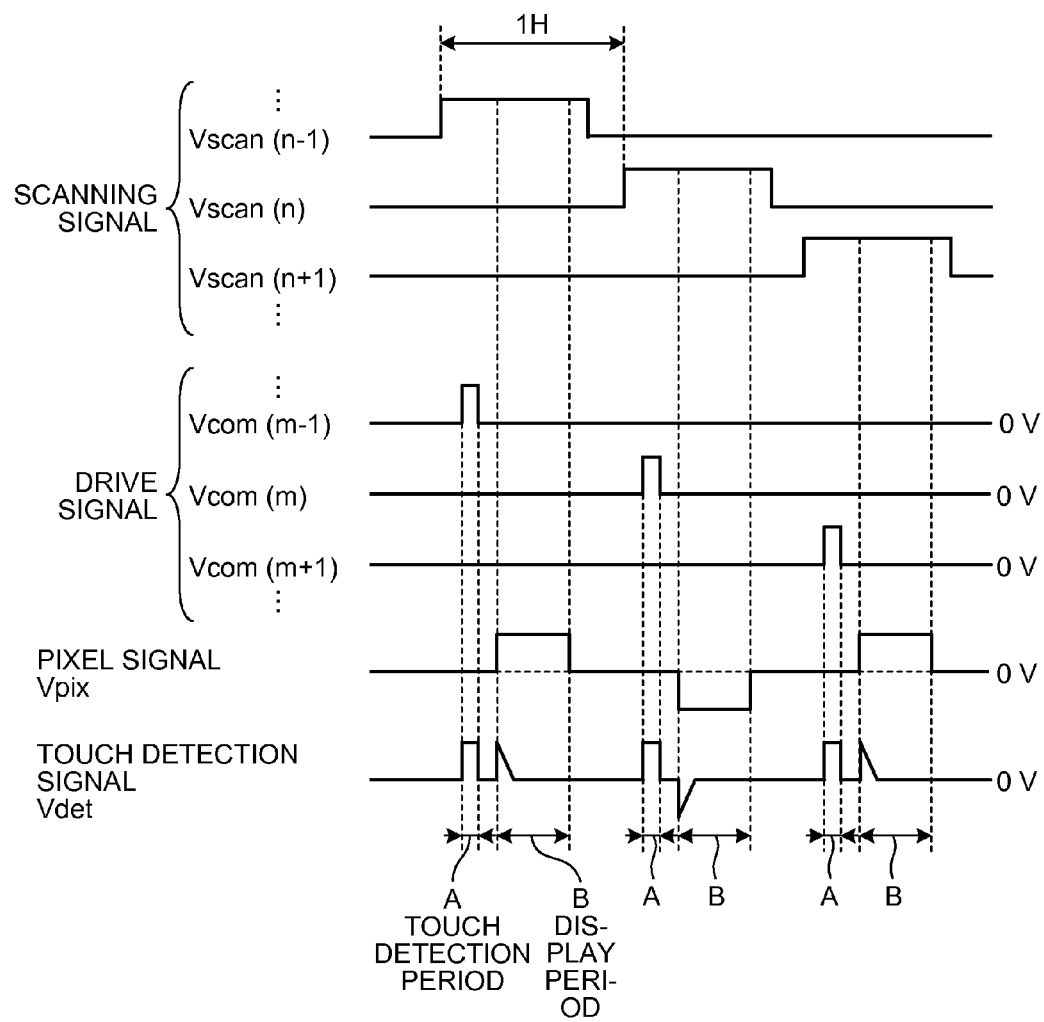 1H
⋮
Vscan (n-1)
SCANNING
SIGNAL
Vscan (n)
Vscan (n+1)
⋮
⋮
Vcom (m-1)
0 V
DRIVE
SIGNAL
Vcom (m)
0 V
Vcom (m+1)
0 V
⋮
PIXEL SIGNAL
Vpix
0 V
TOUCH DETECTION
SIGNAL
Vdet
0 V
A
TOUCH
DETECTION
PERIOD
B
DIS-
PLAY
PERI-
OD
A
B
A
B